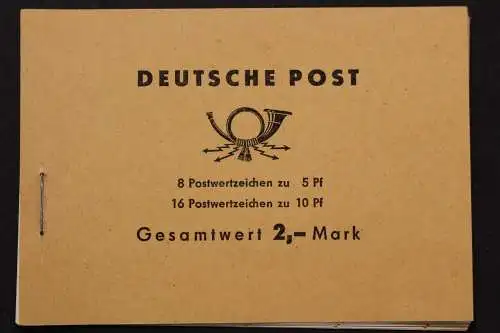 DEUTSCHE POST
8 Postwertzeichen zu 5 Pf
16 Postwertzeichen zu 10 Pf
Gesamtwert 2,– Mark